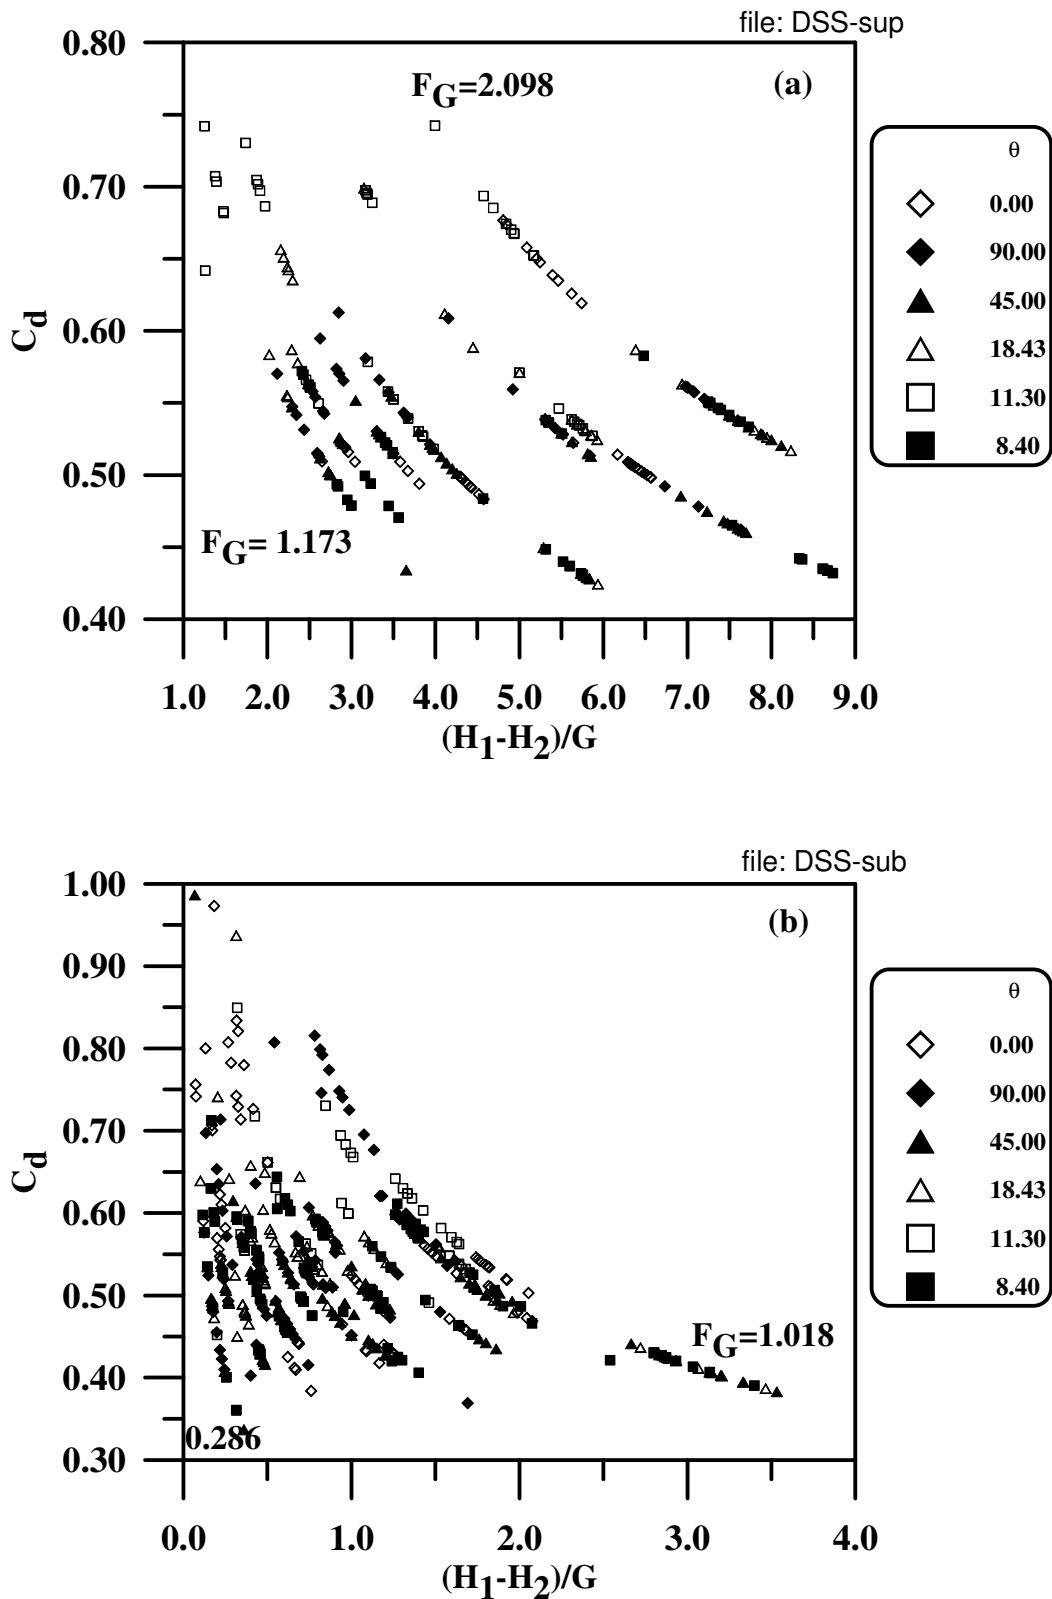 file: DSS-sup
0.80
0.70
0.60
0.50
0.40
C_d
F_G=2.098
(a)
F_G= 1.173
1.0 2.0 3.0 4.0 5.0 6.0 7.0 8.0 9.0
(H_1-H_2)/G
θ
0.00
90.00
45.00
18.43
11.30
8.40
file: DSS-sub
1.00
0.90
0.80
0.70
0.60
0.50
0.40
0.30
C_d
(b)
F_G=1.018
0.286
0.0 1.0 2.0 3.0 4.0
(H_1-H_2)/G
θ
0.00
90.00
45.00
18.43
11.30
8.40